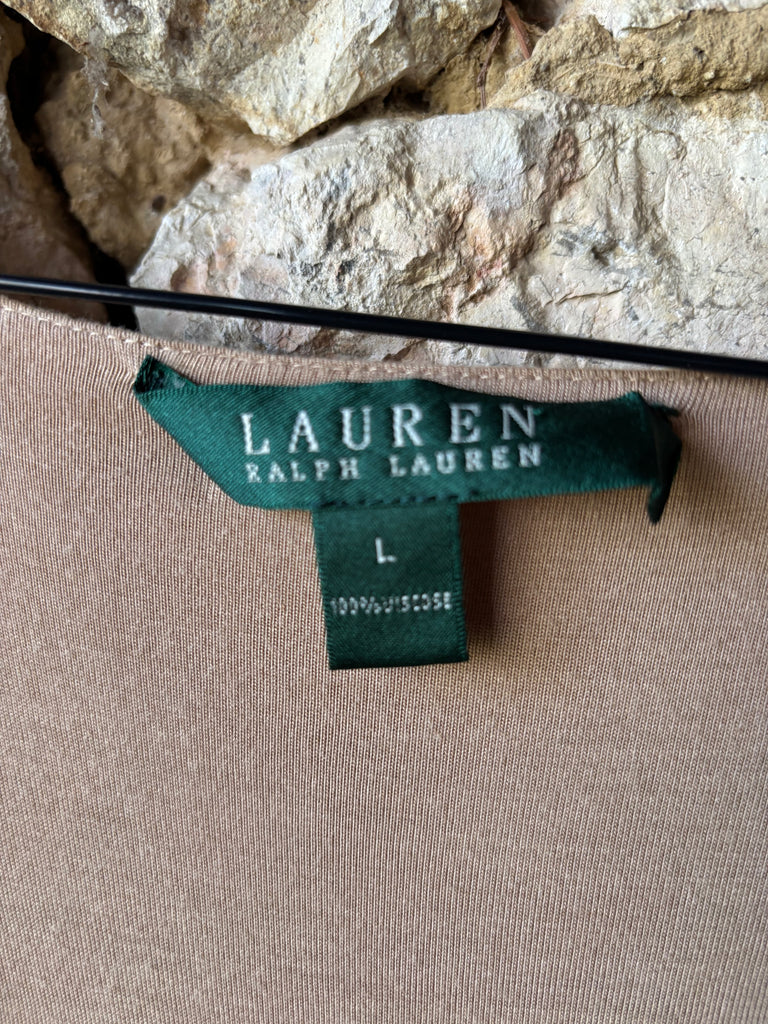 LAUREN
RALPH LAUREN
L
100% VISCOSE